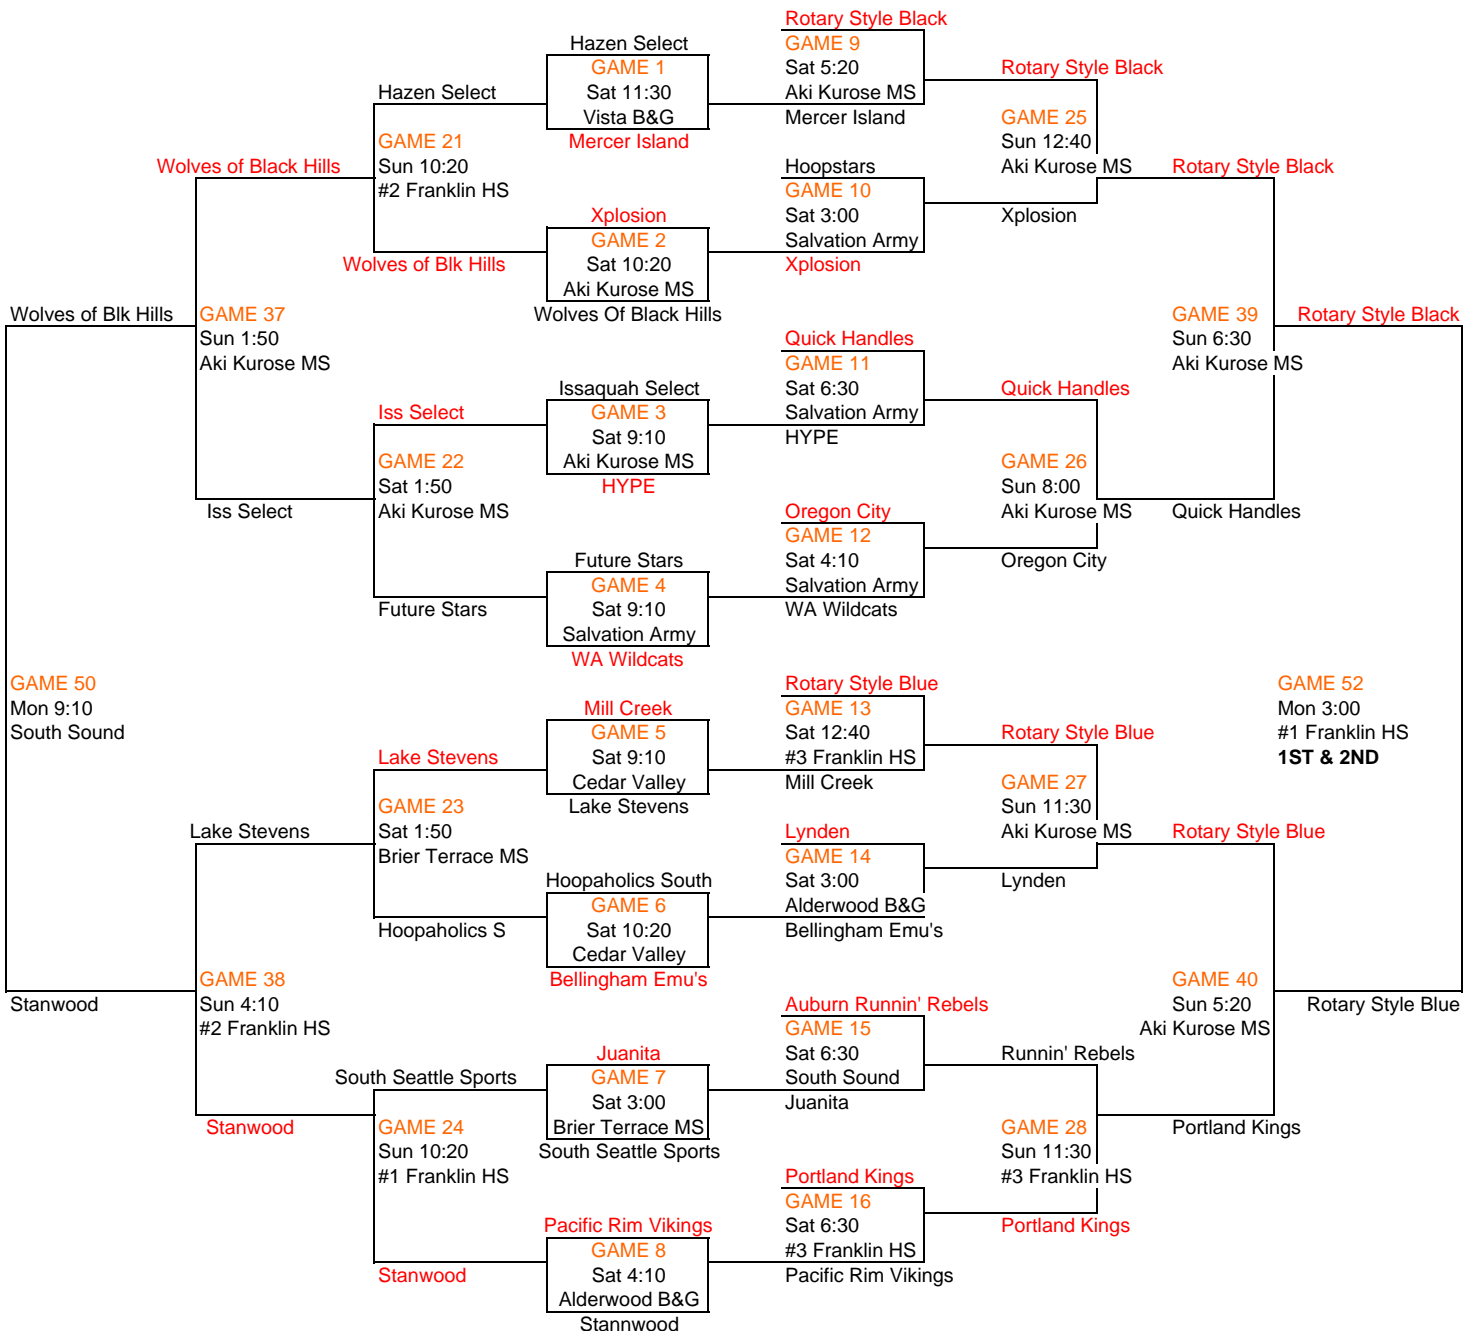 Rotary Style Black
Hazen Select
GAME 9
GAME 1
Sat 5:20
Rotary Style Black
Hazen Select
Sat 11:30
Aki Kurose MS
Vista B&G
Mercer Island
GAME 25
GAME 21
Mercer Island
Sun 12:40
Wolves of Black Hills
Sun 10:20
Hoopstars
Aki Kurose MS
Rotary Style Black
#2 Franklin HS
GAME 10
Xplosion
Sat 3:00
Xplosion
GAME 2
Salvation Army
Wolves of Blk Hills
Sat 10:20
Xplosion
Aki Kurose MS
Wolves of Blk Hills
GAME 37
Wolves Of Black Hills
GAME 39
Rotary Style Black
Sun 1:50
Quick Handles
Sun 6:30
Aki Kurose MS
GAME 11
Aki Kurose MS
Issaquah Select
Sat 6:30
Quick Handles
Iss Select
GAME 3
Salvation Army
Sat 9:10
HYPE
GAME 22
Aki Kurose MS
GAME 26
Sat 1:50
HYPE
Sun 8:00
Iss Select
Aki Kurose MS
Oregon City
Aki Kurose MS
Quick Handles
GAME 12
Future Stars
Sat 4:10
Oregon City
GAME 4
Salvation Army
Future Stars
Sat 9:10
WA Wildcats
Salvation Army
WA Wildcats
GAME 50
Rotary Style Blue
GAME 52
Mon 9:10
Mill Creek
GAME 13
Mon 3:00
South Sound
GAME 5
Sat 12:40
Rotary Style Blue
#1 Franklin HS
Lake Stevens
Sat 9:10
#3 Franklin HS
1ST & 2ND
Cedar Valley
Mill Creek
GAME 27
GAME 23
Lake Stevens
Sun 11:30
Lake Stevens
Sat 1:50
Lynden
Aki Kurose MS
Rotary Style Blue
Brier Terrace MS
GAME 14
Hoopaholics South
Sat 3:00
Lynden
GAME 6
Alderwood B&G
Hoopaholics S
Sat 10:20
Bellingham Emu's
Cedar Valley
GAME 38
Bellingham Emu's
GAME 40
Stanwood
Sun 4:10
Auburn Runnin' Rebels
Sun 5:20
Rotary Style Blue
#2 Franklin HS
GAME 15
Aki Kurose MS
Juanita
Sat 6:30
Runnin' Rebels
South Seattle Sports
GAME 7
South Sound
Sat 3:00
Juanita
Stanwood
GAME 24
Brier Terrace MS
GAME 28
Portland Kings
Sun 10:20
South Seattle Sports
Sun 11:30
#1 Franklin HS
Portland Kings
#3 Franklin HS
GAME 16
Pacific Rim Vikings
Sat 6:30
Portland Kings
GAME 8
#3 Franklin HS
Stanwood
Sat 4:10
Pacific Rim Vikings
Alderwood B&G
Stannwood